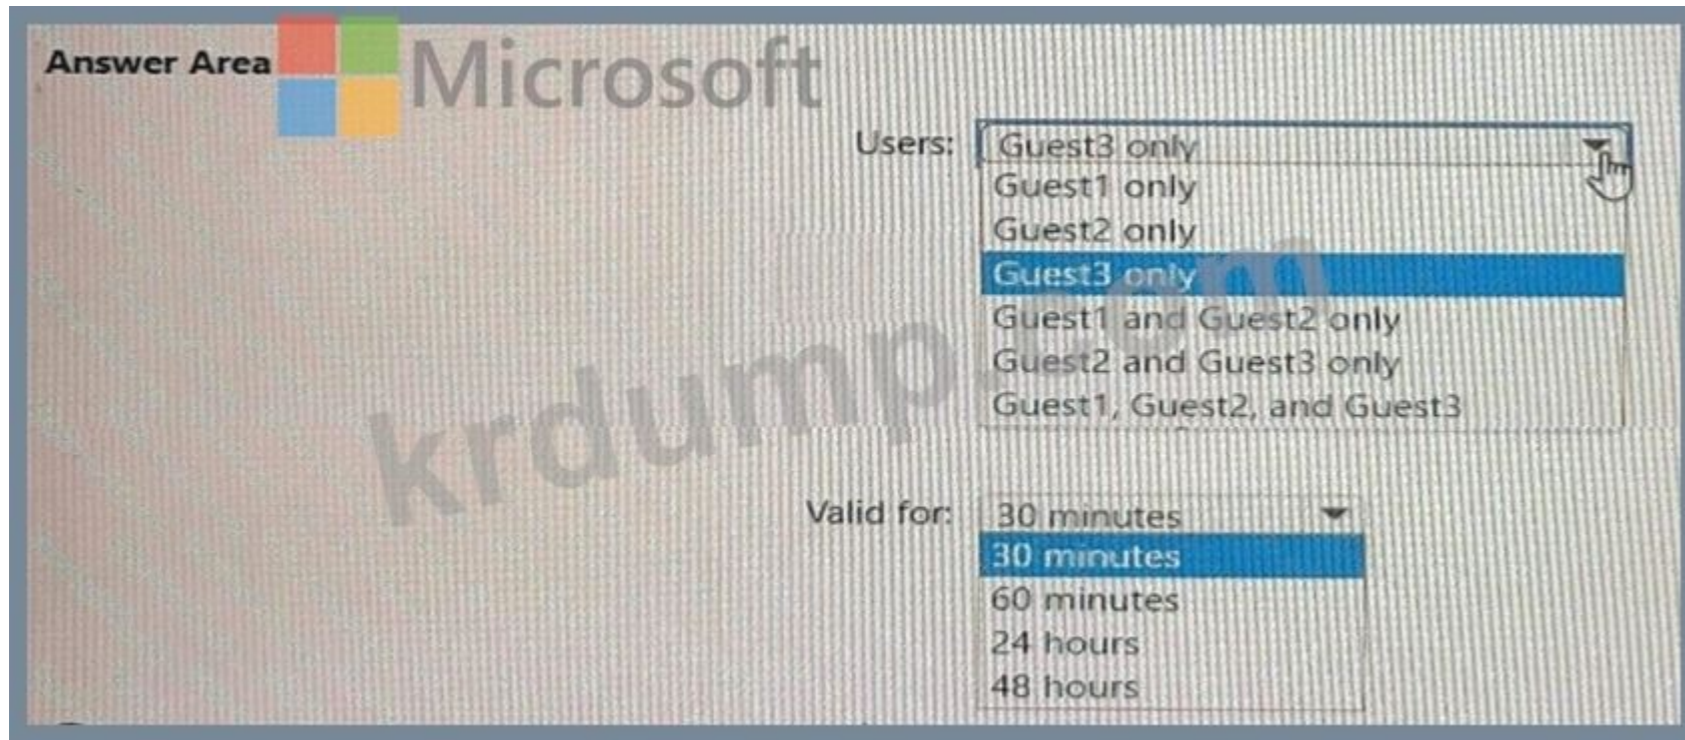 Answer Area
Microsoft
Users: Guest3 only
Guest1 only
Guest2 only
Guest3 only
Guest1 and Guest2 only
Guest2 and Guest3 only
Guest1, Guest2, and Guest3
krdump.com
Valid for: 30 minutes
30 minutes
60 minutes
24 hours
48 hours